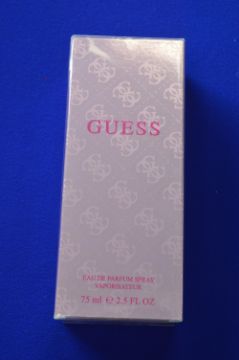 GUESS
EAU DE PARFUM SPRAY
VAPORISATEUR
75 ml ℮ 2.5 FL OZ